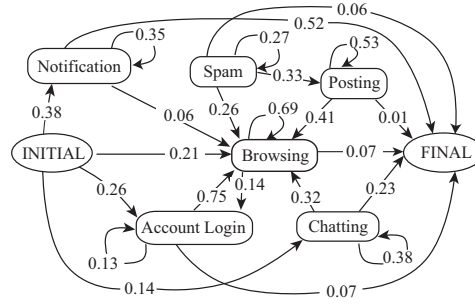 0.06
0.52
0.35
0.27
0.53
Notification
Spam
0.33
Posting
0.38
0.06
0.26
0.69
0.41
0.01
INITIAL
0.21
Browsing
0.07
FINAL
0.26
0.75
0.14
0.32
0.23
Account Login
Chatting
0.13
0.38
0.14
0.07